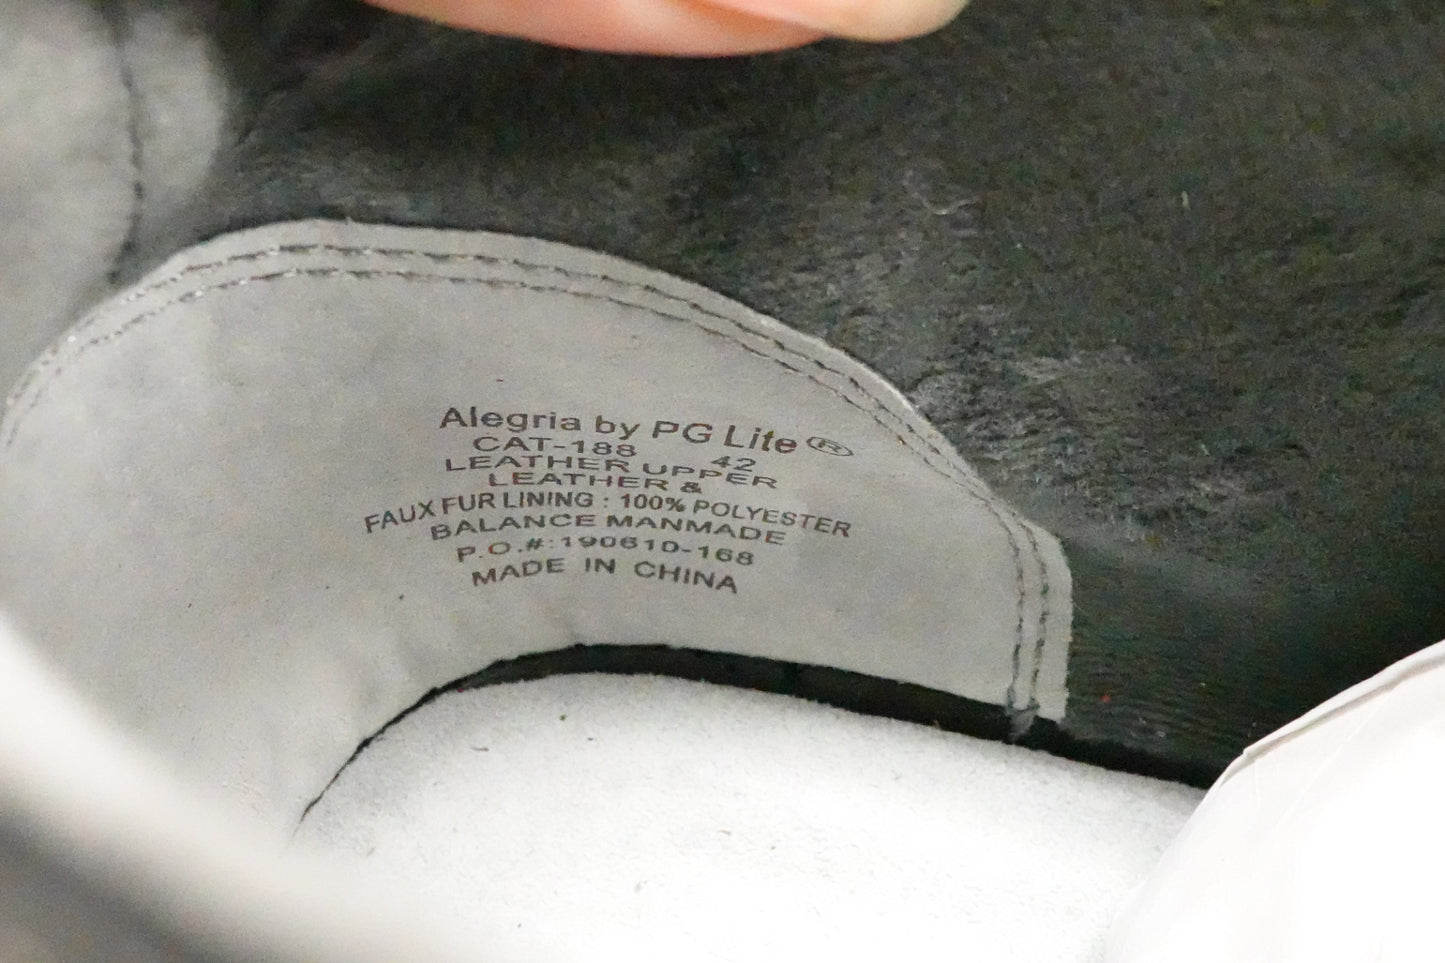 Alegria by PG Lite®
CAT-188 42
LEATHER UPPER
LEATHER &
FAUX FUR LINING : 100% POLYESTER
BALANCE MANMADE
P.O.#:190610-168
MADE IN CHINA